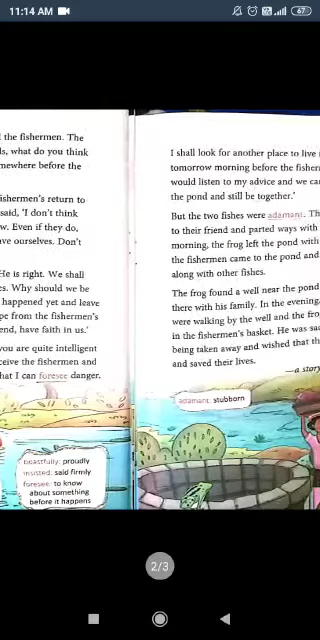 11:14 AM
67
the fishermen. The
what do you think
mewhere before the
ishermen's return to
said, 'I don't think
w. Even if they do,
ave ourselves. Don't
He is right. We shall
es. Why should we be
happened yet and leave
pe from the fishermen's
end, have faith in us.'
you are quite intelligent
ceive the fishermen and
hat I can foresee danger.
boastfully: proudly
insisted: said firmly
foresee: to know
about something
before it happens
I shall look for another place to live i
tomorrow morning before the fisher
would listen to my advice and we ca
the pond and still be together.'
But the two fishes were adamant. Th
to their friend and parted ways with
morning, the frog left the pond with
the fishermen came to the pond and
along with other fishes.
The frog found a well near the pond
there with his family. In the evening,
were walking by the well and the fro
in the fishermen's basket. He was sad
being taken away and wished that th
and saved their lives.
—a story
adamant: stubborn
2/3